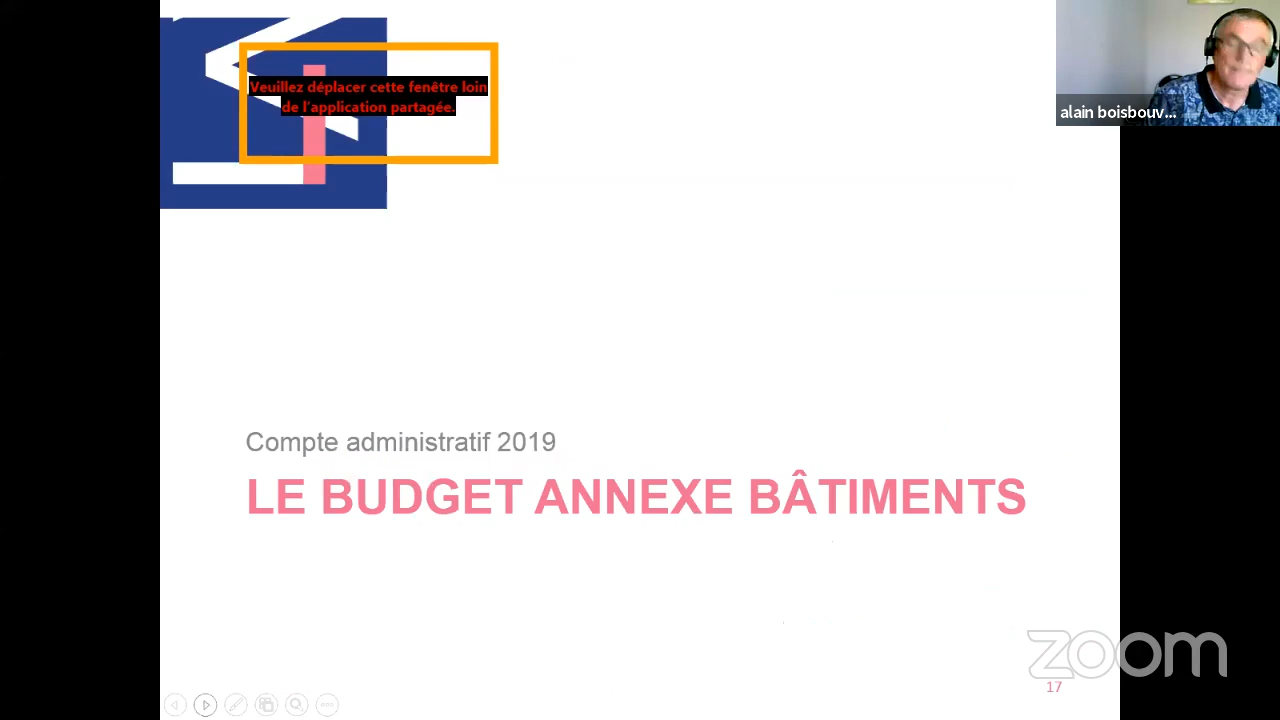 Veuillez déplacer cette fenêtre loin
de l'application partagée.
alain boisbouv...
Compte administratif 2019
LE BUDGET ANNEXE BÂTIMENTS
zoom
17